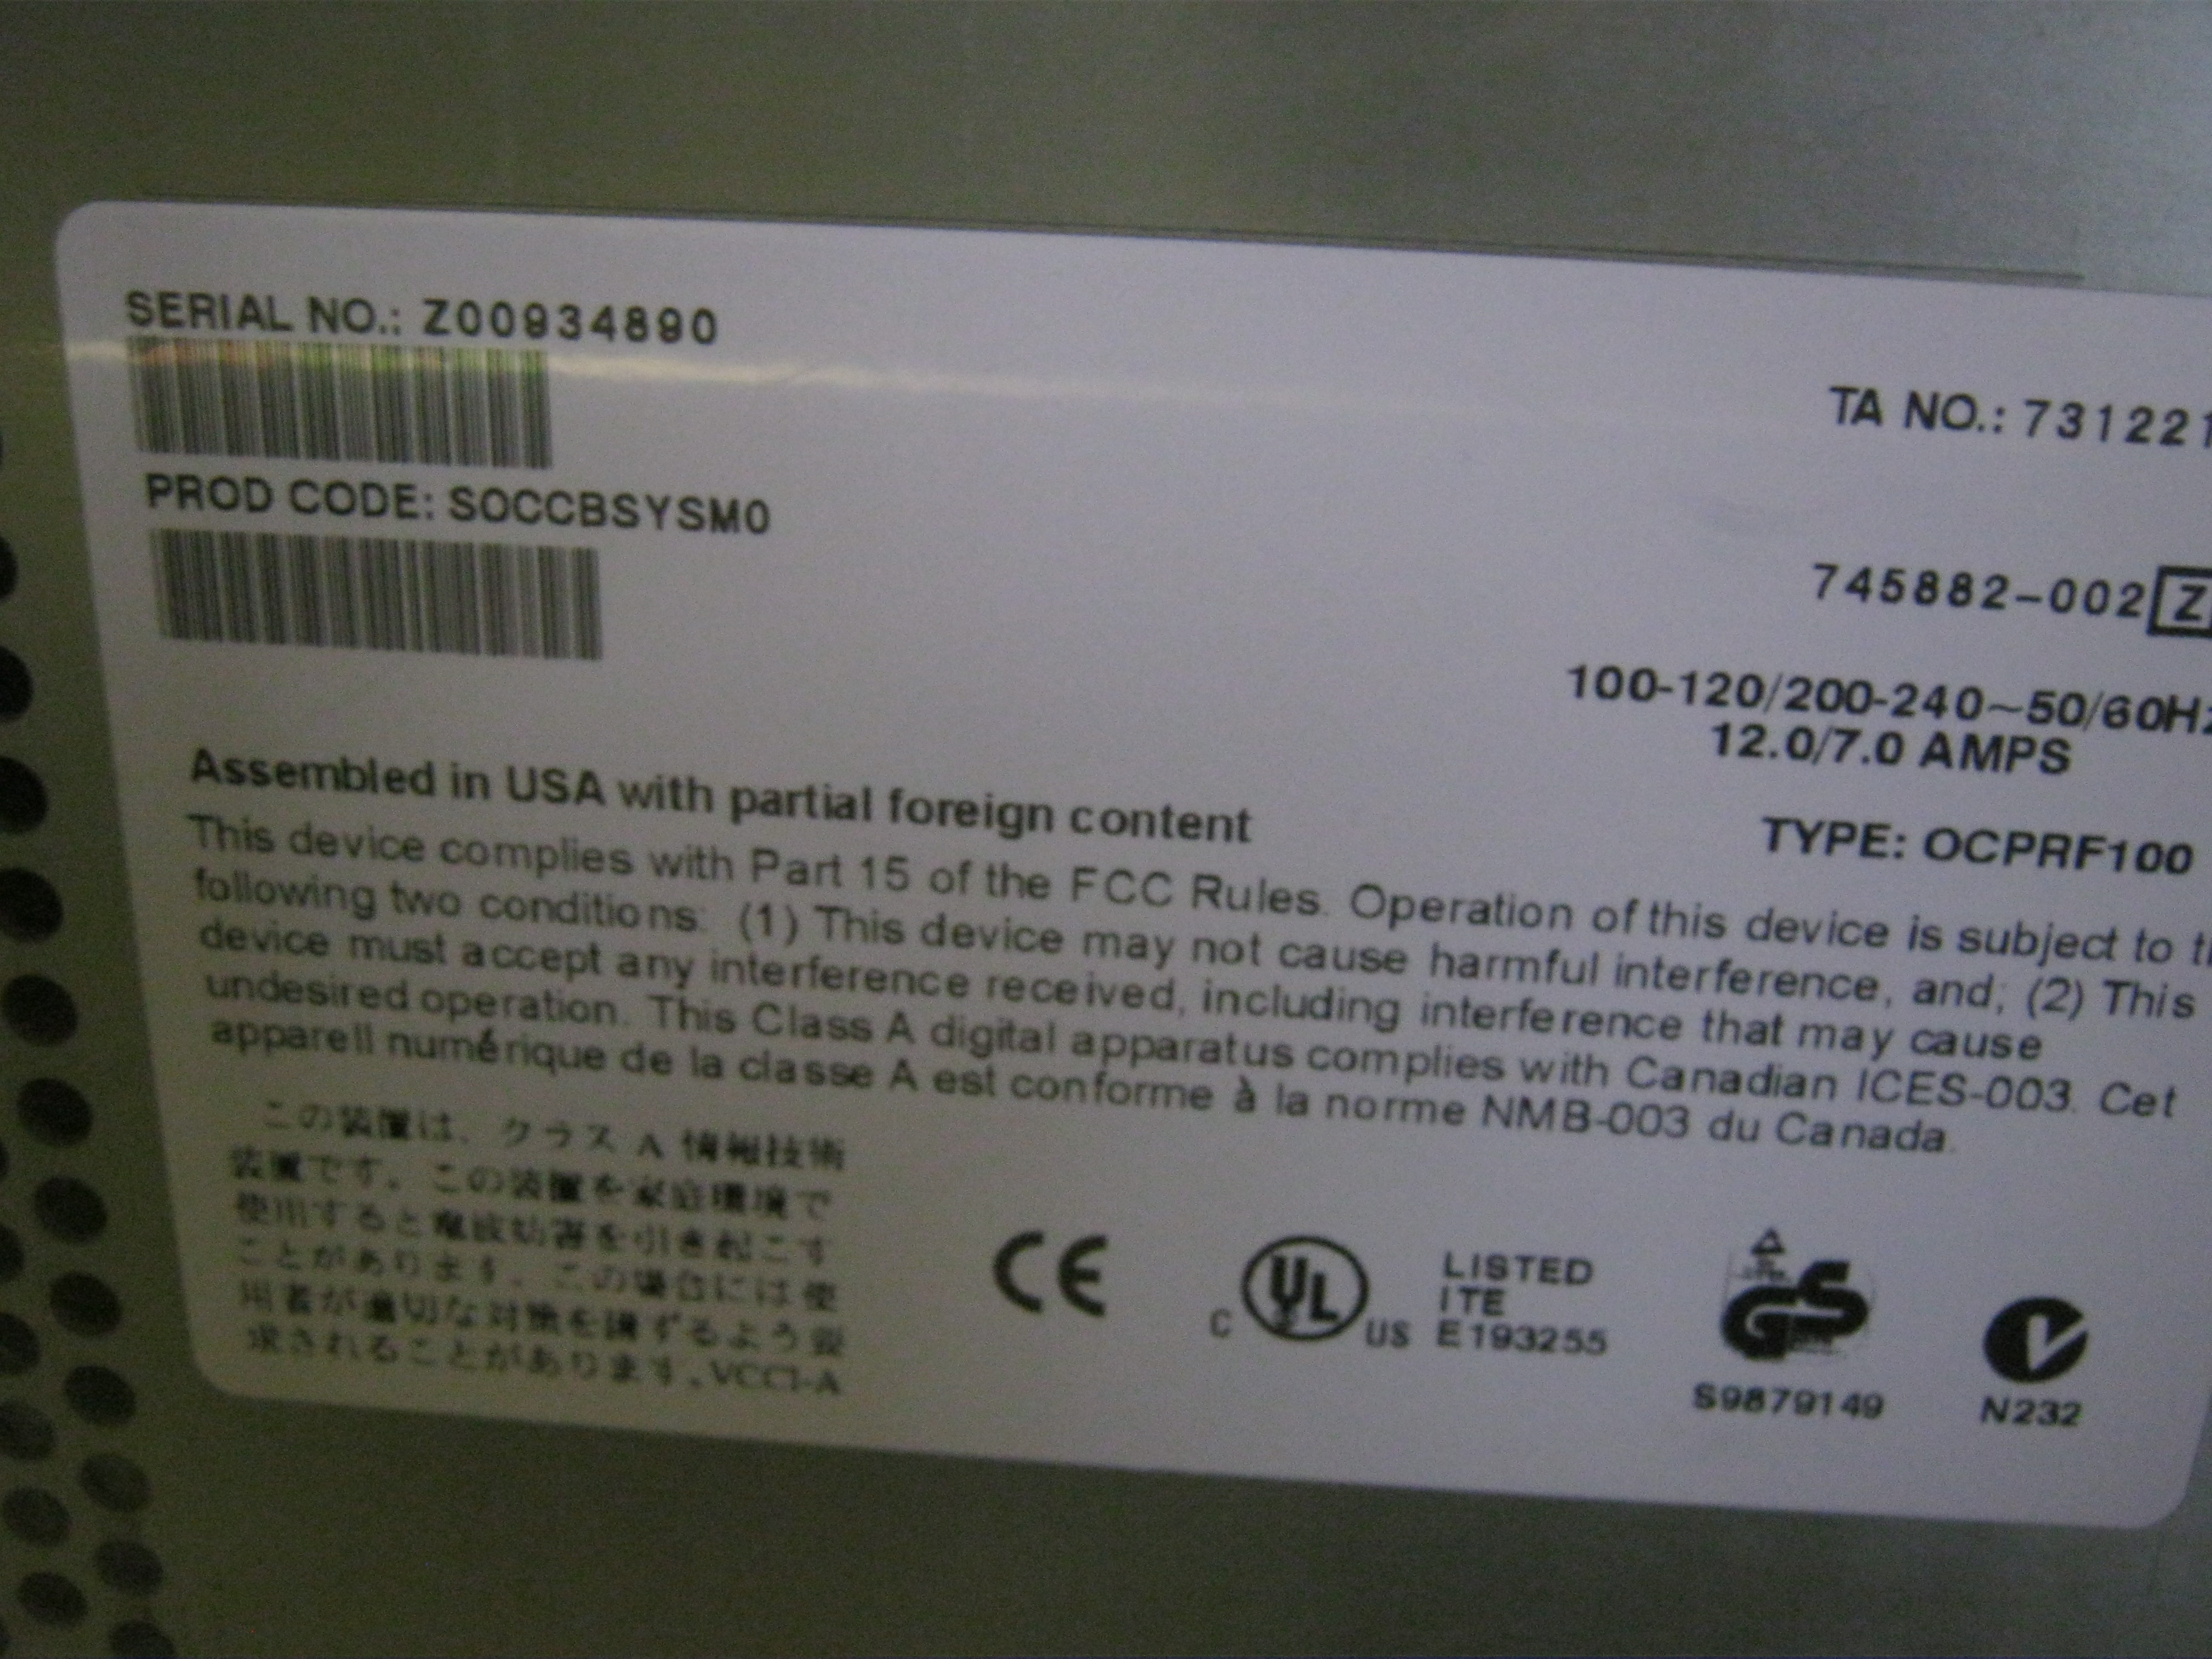 SERIAL NO.: Z00934890
TA NO.: 731221
PROD CODE: SOCCBSYSM0
745882-002 Z
100-120/200-240~50/60Hz
12.0/7.0 AMPS
Assembled in USA with partial foreign content
TYPE: OCPRF100
This device complies with Part 15 of the FCC Rules. Operation of this device is subject to
following two conditions: (1) This device may not cause harmful interference, and; (2) This
device must accept any interference received, including interference that may cause
undesired operation. This Class A digital apparatus complies with Canadian ICES-003. Cet
appareil numérique de la classe A est conforme à la norme NMB-003 du Canada.
この装置は、クラス A 情報技術
装置です。この装置を家庭環境で
使用すると電波妨害を引き起こす
ことがあります。この場合には使
用者が適切な対策を講ずるよう要
求されることがあります。VCCI-A
CE
C UL US
LISTED
ITE
E193255
GS
S9879149
N232